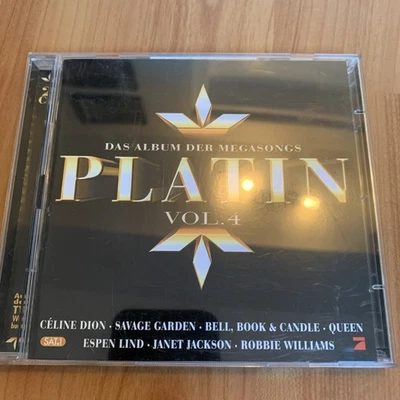 DAS ALBUM DER MEGASONGS
PLATIN
VOL.4
CÉLINE DION · SAVAGE GARDEN · BELL, BOOK & CANDLE · QUEEN
SAT.1
ESPEN LIND · JANET JACKSON · ROBBIE WILLIAMS